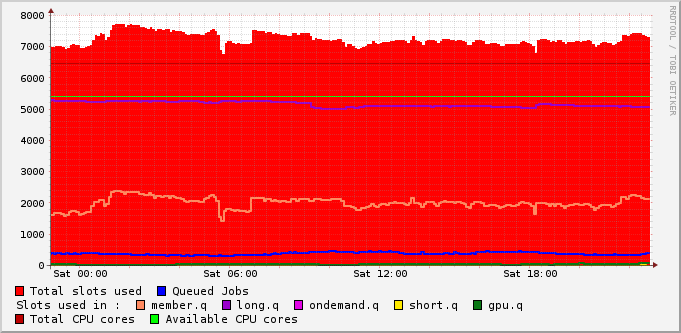 8000
7000
6000
5000
4000
3000
2000
1000
0
Sat 00:00 Sat 06:00 Sat 12:00 Sat 18:00
Total slots used Queued Jobs
Slots used in : member.q long.q ondemand.q short.q gpu.q
Total CPU cores Available CPU cores
RRDTOOL / TOBI OETIKER